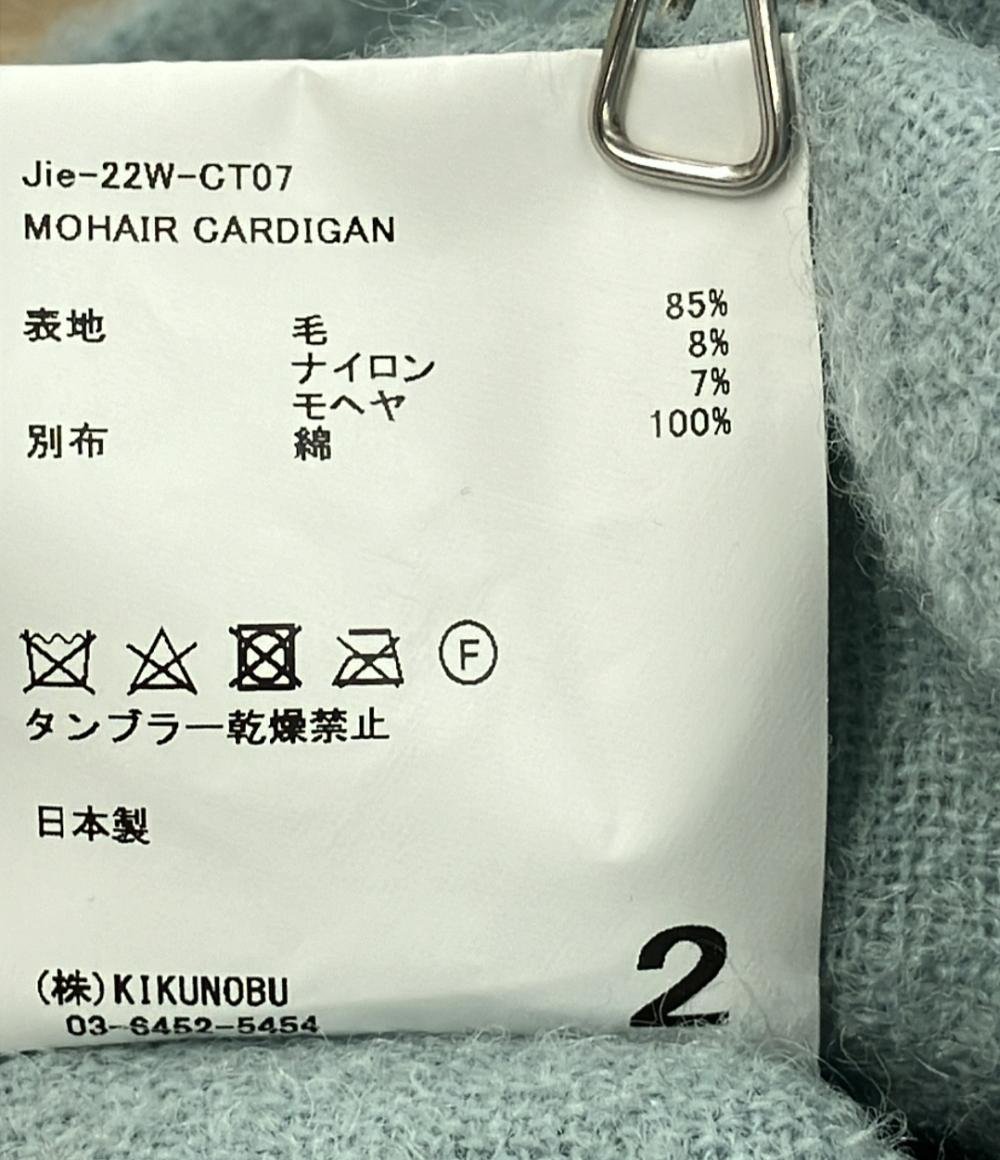 Jie-22W-CT07
MOHAIR CARDIGAN
表地 毛 85%
ナイロン 8%
モヘヤ 7%
別布 綿 100%
F
タンブラー乾燥禁止
日本製
(株)KIKUNOBU
03-6452-5454
2